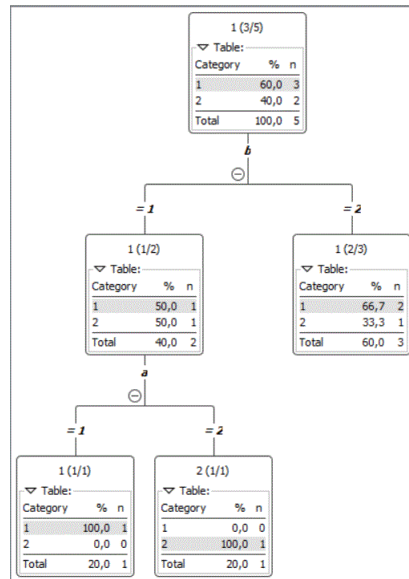 1 (3/5)
Table:
Category % n
1 60,0 3
2 40,0 2
Total 100,0 5
b
= 1
= 2
1 (1/2)
Table:
Category % n
1 50,0 1
2 50,0 1
Total 40,0 2
1 (2/3)
Table:
Category % n
1 66,7 2
2 33,3 1
Total 60,0 3
a
= 1
= 2
1 (1/1)
Table:
Category % n
1 100,0 1
2 0,0 0
Total 20,0 1
2 (1/1)
Table:
Category % n
1 0,0 0
2 100,0 1
Total 20,0 1